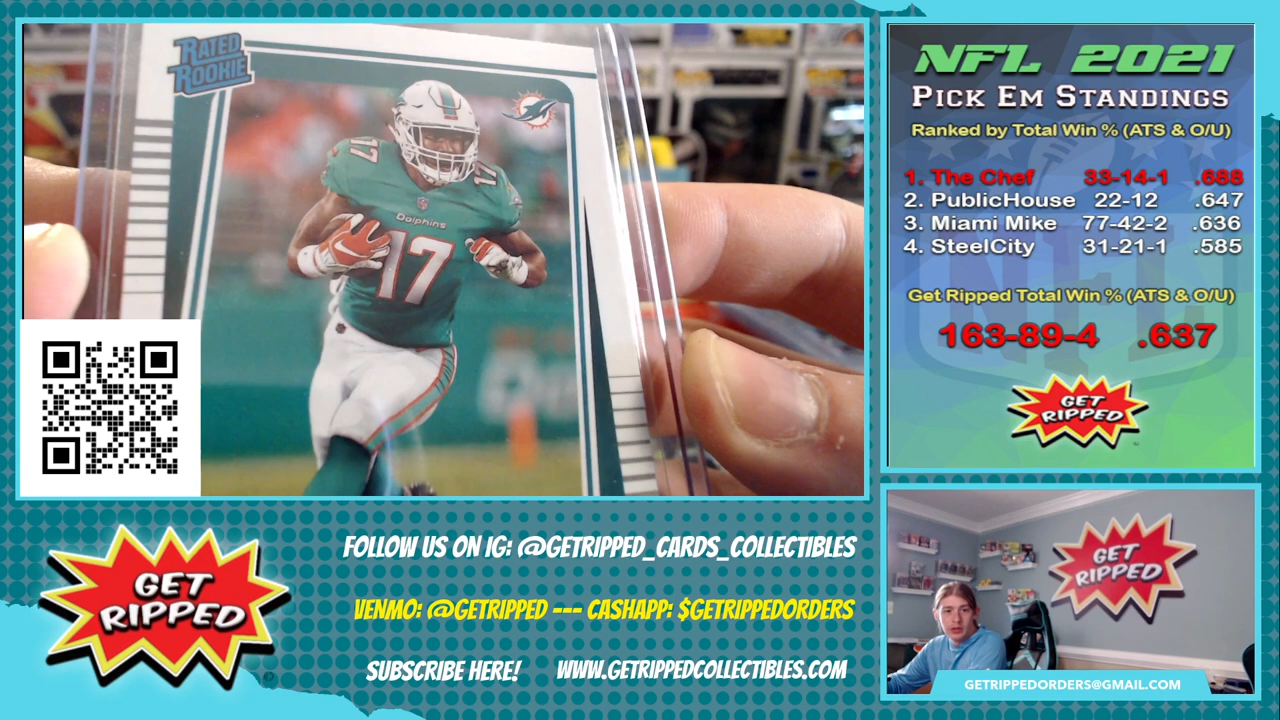 RATED
ROOKIE
17
17
Dolphins
17
NFL 2021
PICK EM STANDINGS
Ranked by Total Win % (ATS & O/U)
1. The Chef 33-14-1 .688
2. PublicHouse 22-12 .647
3. Miami Mike 77-42-2 .636
4. SteelCity 31-21-1 .585
Get Ripped Total Win % (ATS & O/U)
163-89-4 .637
GET
RIPPED
GET
RIPPED
FOLLOW US ON IG: @GETRIPPED_CARDS_COLLECTIBLES
VENMO: @GETRIPPED --- CASHAPP: $GETRIPPEDORDERS
SUBSCRIBE HERE! WWW.GETRIPPEDCOLLECTIBLES.COM
GET
RIPPED
GETRIPPEDORDERS@GMAIL.COM